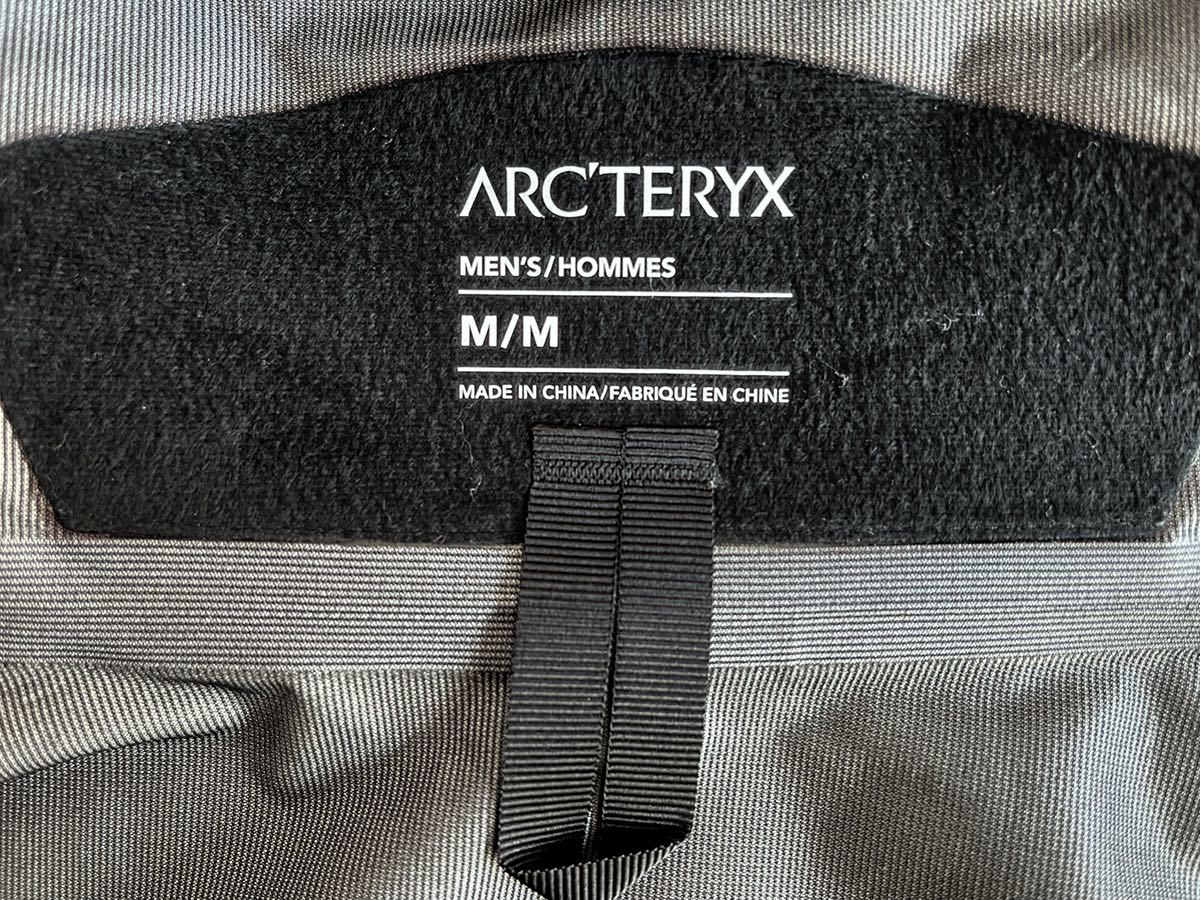 ARC'TERYX
MEN'S/HOMMES
M/M
MADE IN CHINA/FABRIQUÉ EN CHINE